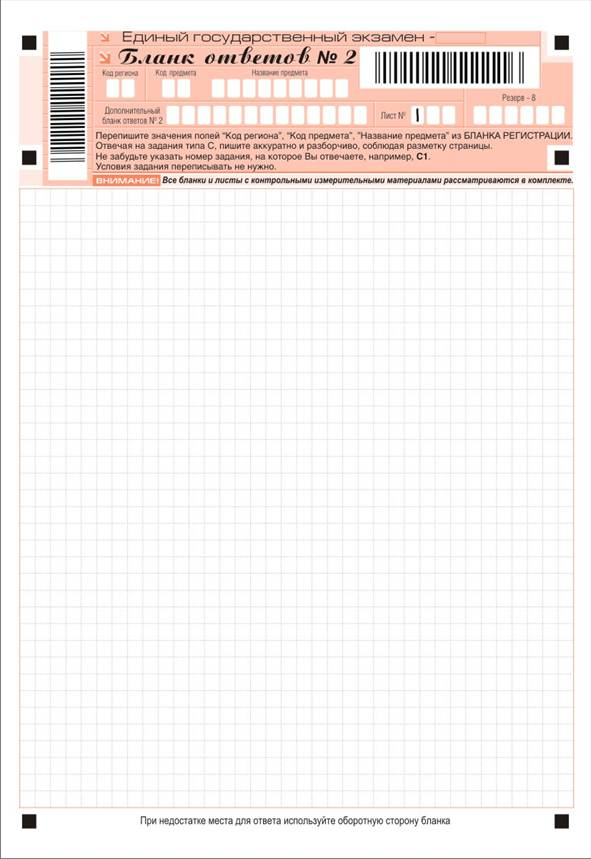 Единый государственный экзамен -
Бланк ответов № 2
Код региона Код предмета Название предмета
Резерв - 8
Дополнительный
бланк ответов № 2
Лист № 1
Перепишите значения полей "Код региона", "Код предмета", "Название предмета" из БЛАНКА РЕГИСТРАЦИИ.
Отвечая на задания типа С, пишите аккуратно и разборчиво, соблюдая разметку страницы.
Не забудьте указать номер задания, на которое Вы отвечаете, например, С1.
Условия задания переписывать не нужно.
ВНИМАНИЕ! Все бланки и листы с контрольными измерительными материалами рассматриваются в комплекте.
При недостатке места для ответа используйте оборотную сторону бланка